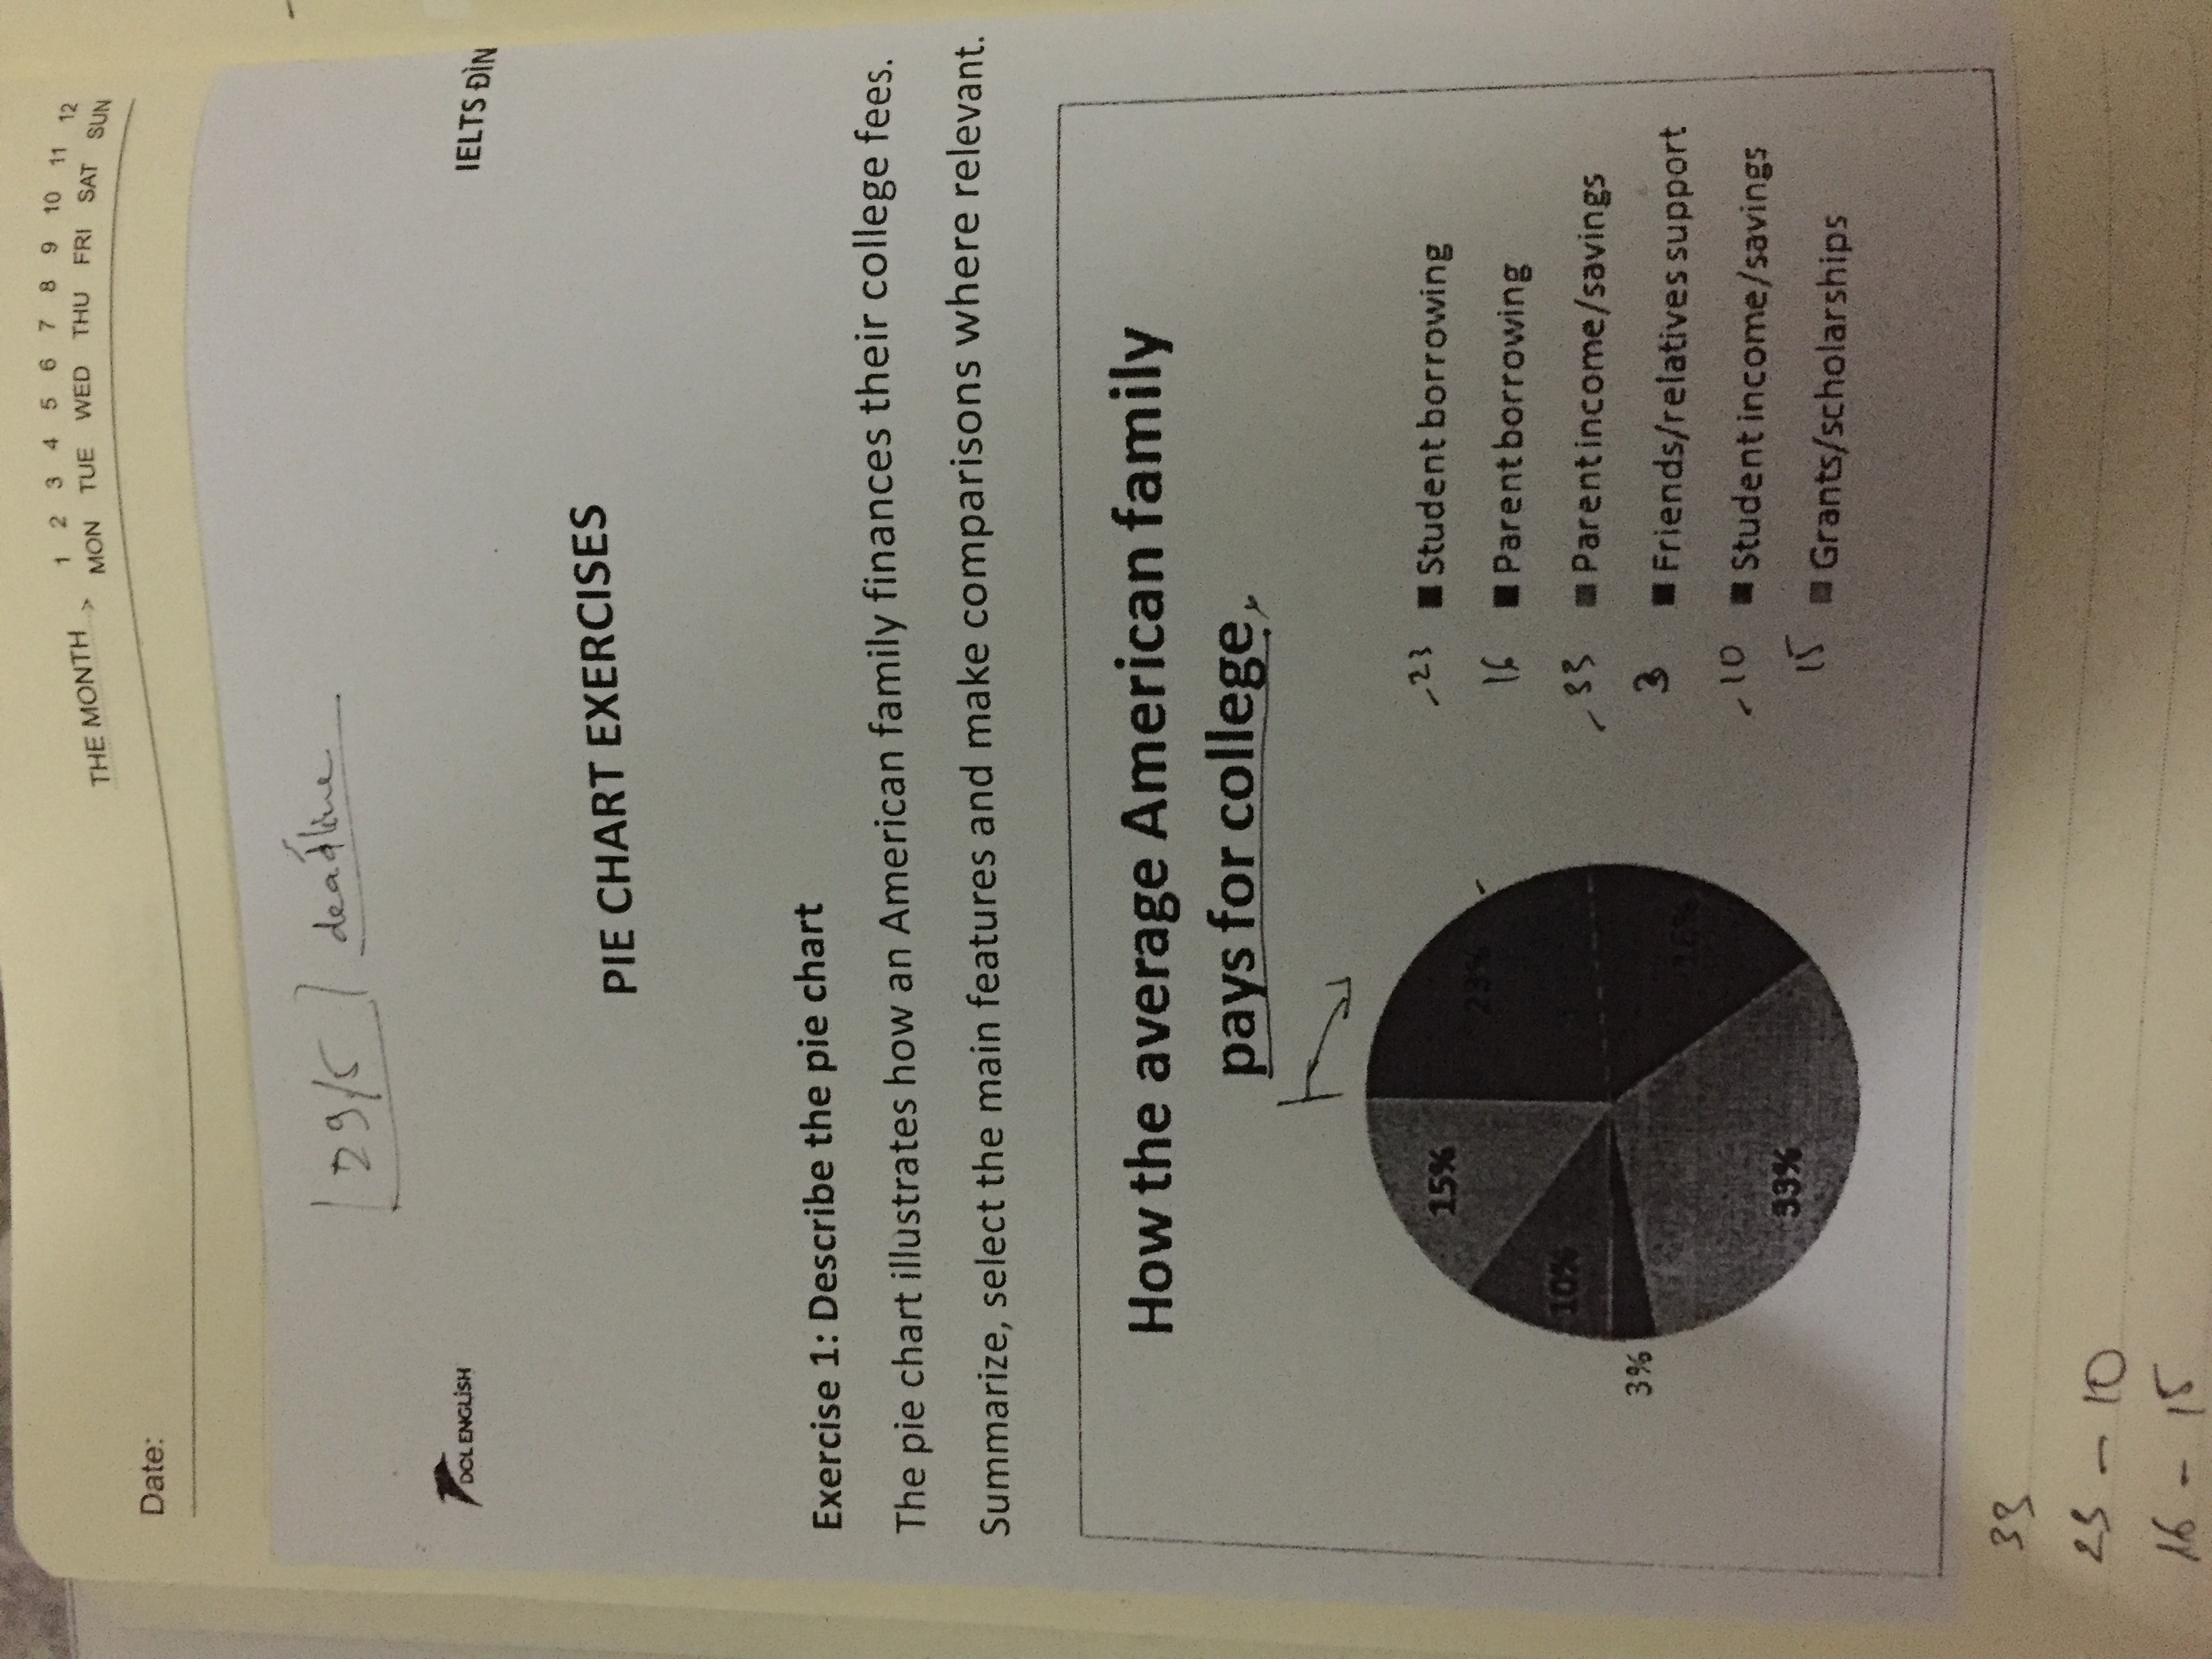 THE MONTH > 1 2 3 4 5 6 7 8 9 10 11 12
MON TUE WED THU FRI SAT SUN
Date:
29/5 deadline
DOL ENGLISH
IELTS ĐÌN
PIE CHART EXERCISES
Exercise 1: Describe the pie chart
The pie chart illustrates how an American family finances their college fees.
Summarize, select the main features and make comparisons where relevant.
How the average American family
pays for college
15%
23%
10%
3%
16%
33%
23 Student borrowing
16 Parent borrowing
33 Parent income/savings
3 Friends/relatives support
10 Student income/savings
15 Grants/scholarships
33
23 - 10
16 - 15